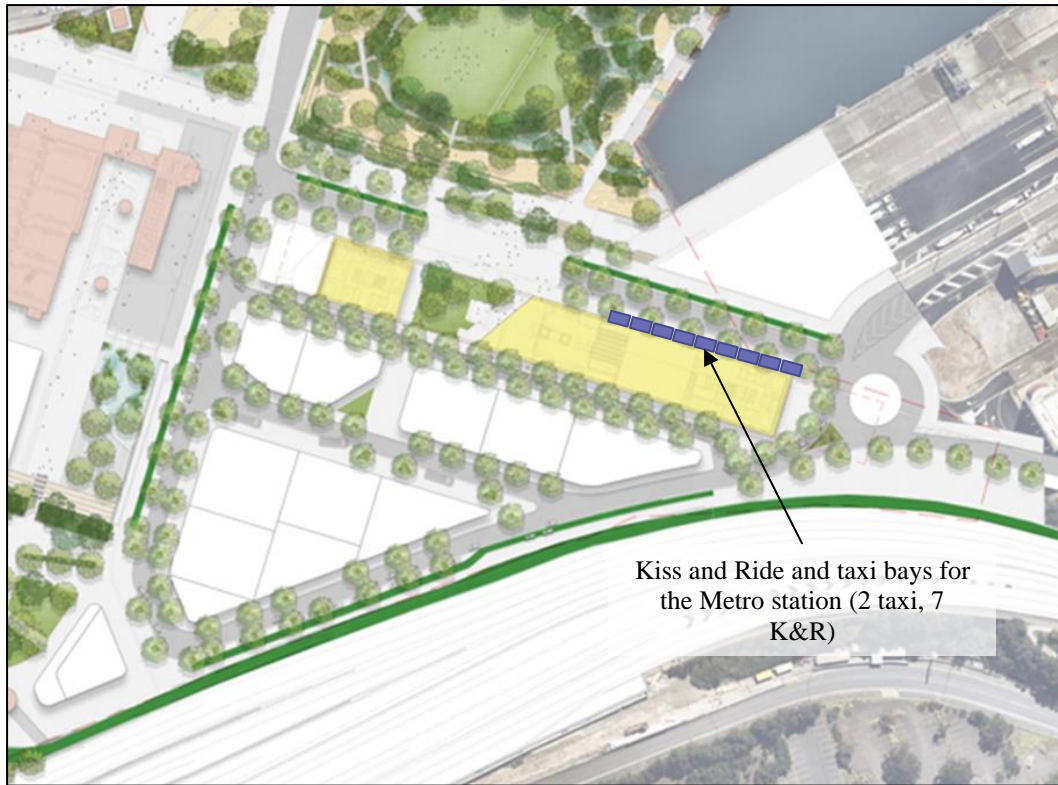 Kiss and Ride and taxi bays for
the Metro station (2 taxi, 7
K&R)